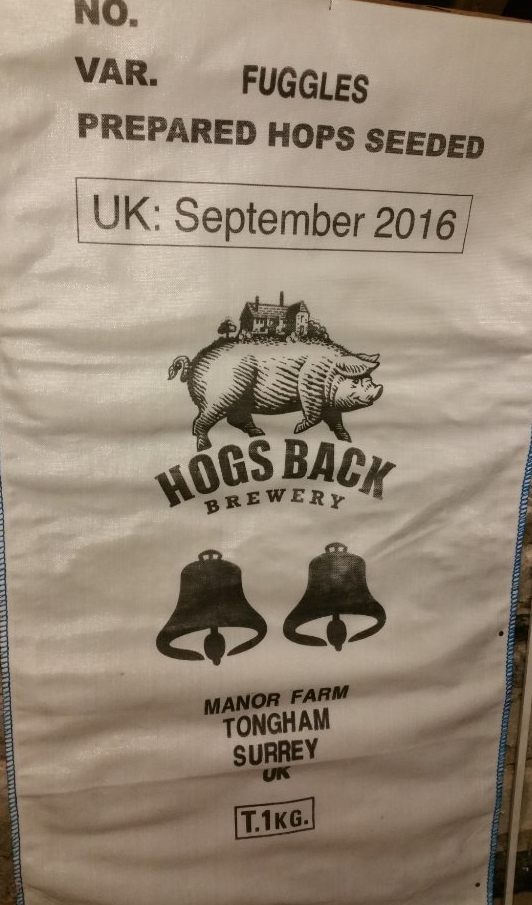 NO.
VAR. FUGGLES
PREPARED HOPS SEEDED
UK: September 2016
HOGS BACK
BREWERY
MANOR FARM
TONGHAM
SURREY
UK
T.1KG.